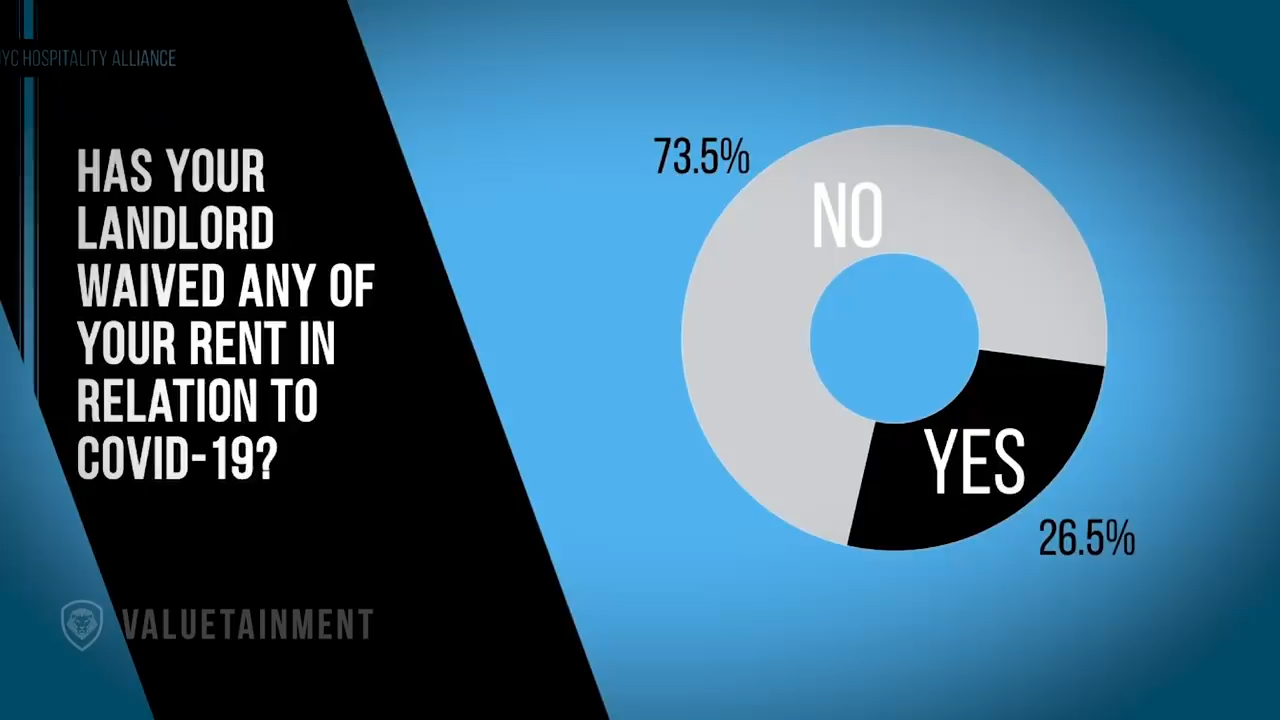 HOSPITALITY ALLIANCE
HAS YOUR
LANDLORD
WAIVED ANY OF
YOUR RENT IN
RELATION TO
COVID-19?
73.5%
NO
YES
26.5%
VALUETAINMENT